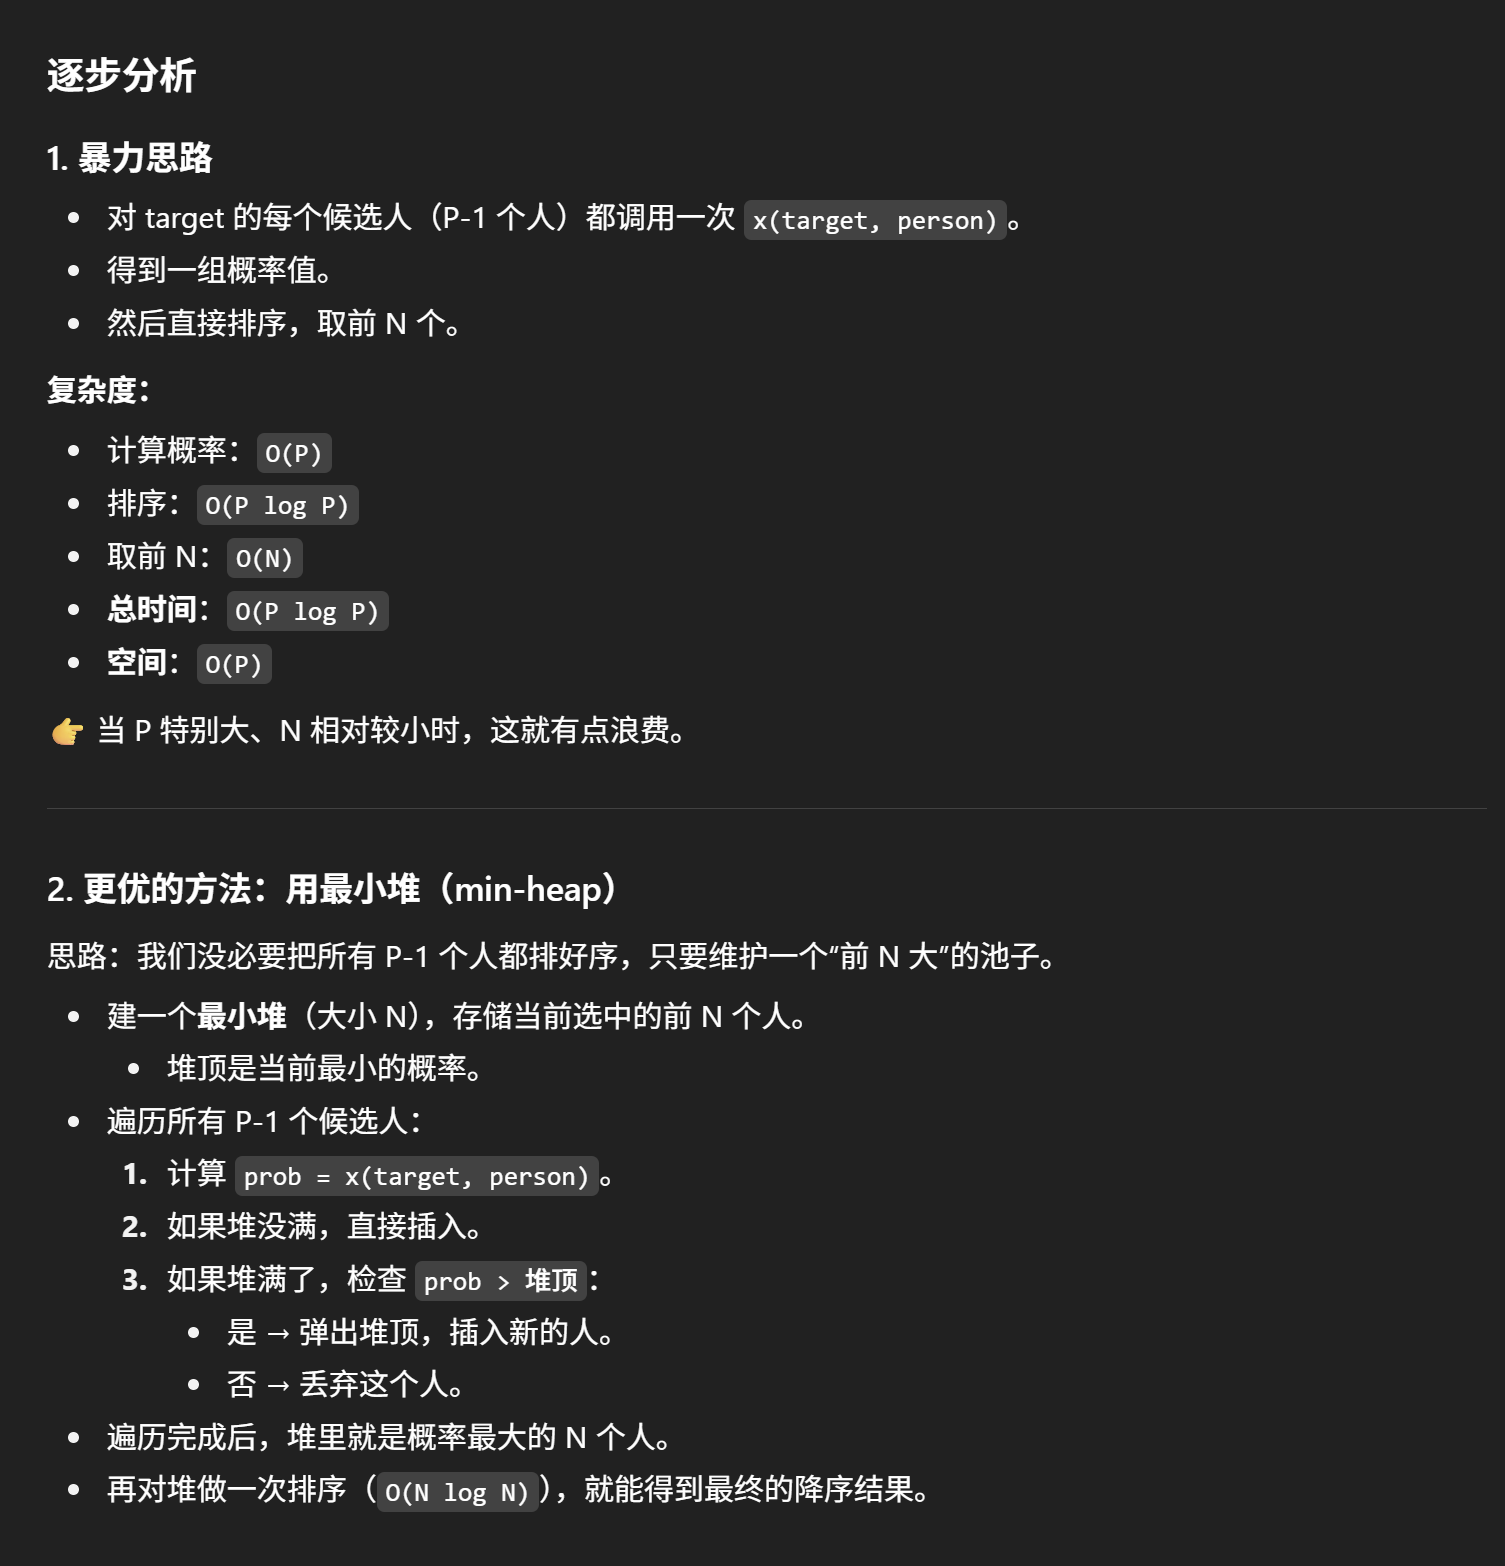 逐步分析
1. 暴力思路
• 对 target 的每个候选人（P-1 个人）都调用一次 x(target, person)。
• 得到一组概率值。
• 然后直接排序，取前 N 个。
复杂度：
• 计算概率：O(P)
• 排序：O(P log P)
• 取前 N：O(N)
• 总时间：O(P log P)
• 空间：O(P)
👉 当 P 特别大、N 相对较小时，这就有点浪费。
2. 更优的方法：用最小堆（min-heap）
思路：我们没必要把所有 P-1 个人都排好序，只要维护一个“前 N 大”的池子。
• 建一个最小堆（大小 N），存储当前选中的前 N 个人。
• 堆顶是当前最小的概率。
• 遍历所有 P-1 个候选人：
1. 计算 prob = x(target, person)。
2. 如果堆没满，直接插入。
3. 如果堆满了，检查 prob > 堆顶：
• 是 → 弹出堆顶，插入新的人。
• 否 → 丢弃这个人。
• 遍历完成后，堆里就是概率最大的 N 个人。
• 再对堆做一次排序（O(N log N)），就能得到最终的降序结果。